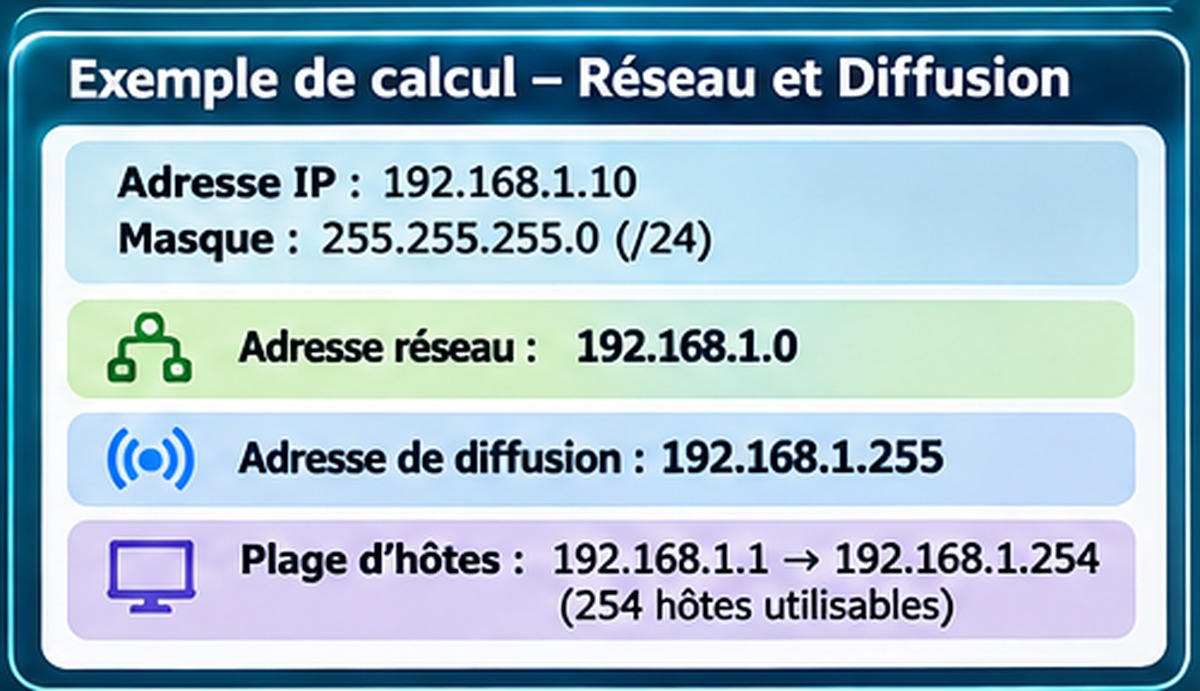 Exemple de calcul – Réseau et Diffusion
Adresse IP : 192.168.1.10
Masque : 255.255.255.0 (/24)
Adresse réseau : 192.168.1.0
Adresse de diffusion : 192.168.1.255
Plage d’hôtes : 192.168.1.1 → 192.168.1.254
(254 hôtes utilisables)